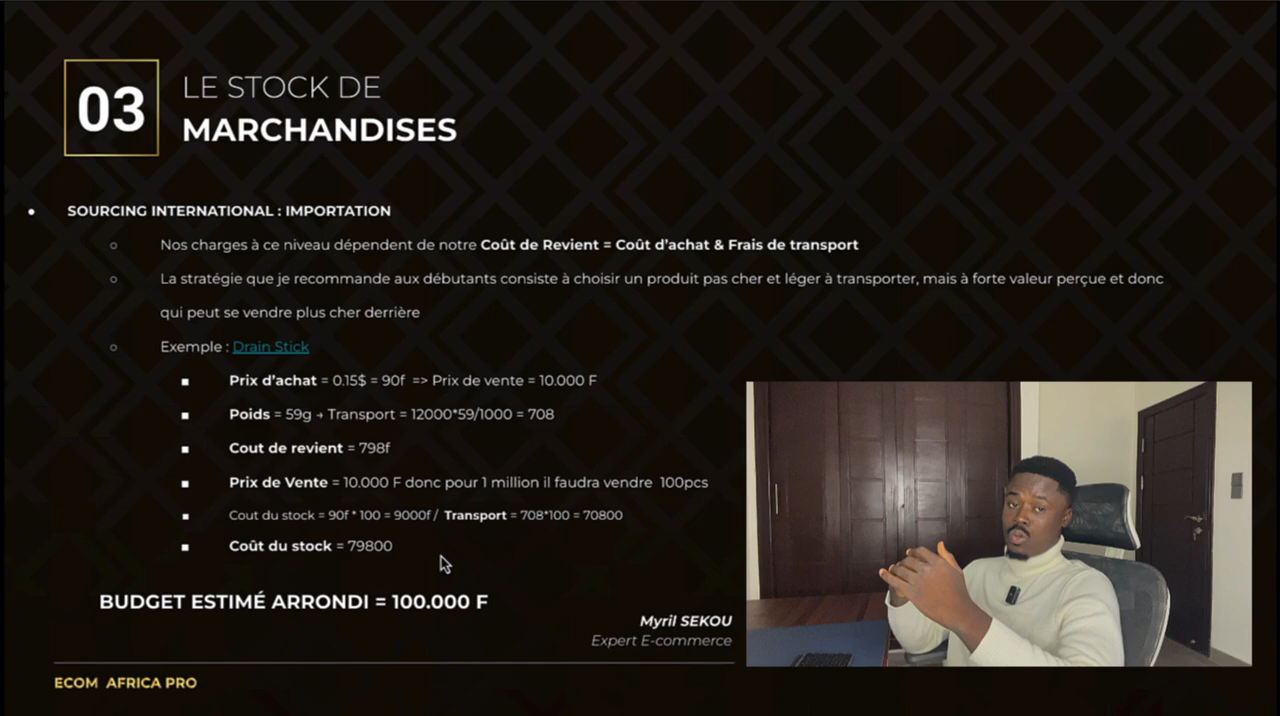 03
LE STOCK DE
MARCHANDISES
• SOURCING INTERNATIONAL : IMPORTATION
○ Nos charges à ce niveau dépendent de notre Coût de Revient = Coût d’achat & Frais de transport
○ La stratégie que je recommande aux débutants consiste à choisir un produit pas cher et léger à transporter, mais à forte valeur perçue et donc
qui peut se vendre plus cher derrière
○ Exemple : Drain Stick
■ Prix d’achat = 0.15$ = 90f => Prix de vente = 10.000 F
■ Poids = 59g → Transport = 12000*59/1000 = 708
■ Cout de revient = 798f
■ Prix de Vente = 10.000 F donc pour 1 million il faudra vendre 100pcs
■ Cout du stock = 90f * 100 = 9000f / Transport = 708*100 = 70800
■ Coût du stock = 79800
BUDGET ESTIMÉ ARRONDI = 100.000 F
Myril SEKOU
Expert E-commerce
ECOM AFRICA PRO